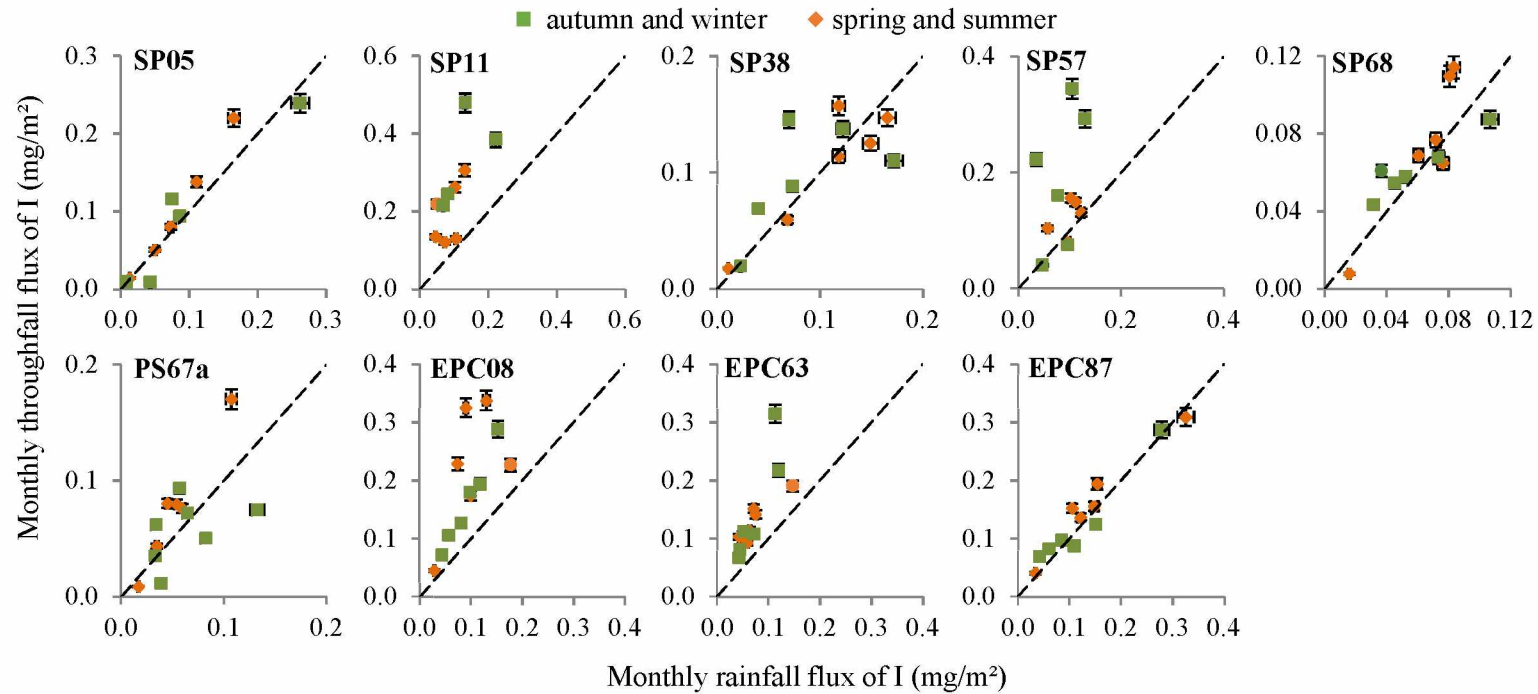 autumn and winter spring and summer
Monthly throughfall flux of I (mg/m²)
SP05
0.3
0.2
0.1
0.0
0.0 0.1 0.2 0.3
SP11
0.6
0.4
0.2
0.0
0.0 0.2 0.4 0.6
SP38
0.2
0.1
0.0
0.0 0.1 0.2
SP57
0.4
0.2
0.0
0.0 0.2 0.4
SP68
0.12
0.08
0.04
0.00
0.00 0.04 0.08 0.12
PS67a
0.2
0.1
0.0
0.0 0.1 0.2
EPC08
0.4
0.3
0.2
0.1
0.0
0.0 0.1 0.2 0.3 0.4
EPC63
0.4
0.3
0.2
0.1
0.0
0.0 0.1 0.2 0.3 0.4
EPC87
0.4
0.3
0.2
0.1
0.0
0.0 0.1 0.2 0.3 0.4
Monthly rainfall flux of I (mg/m²)